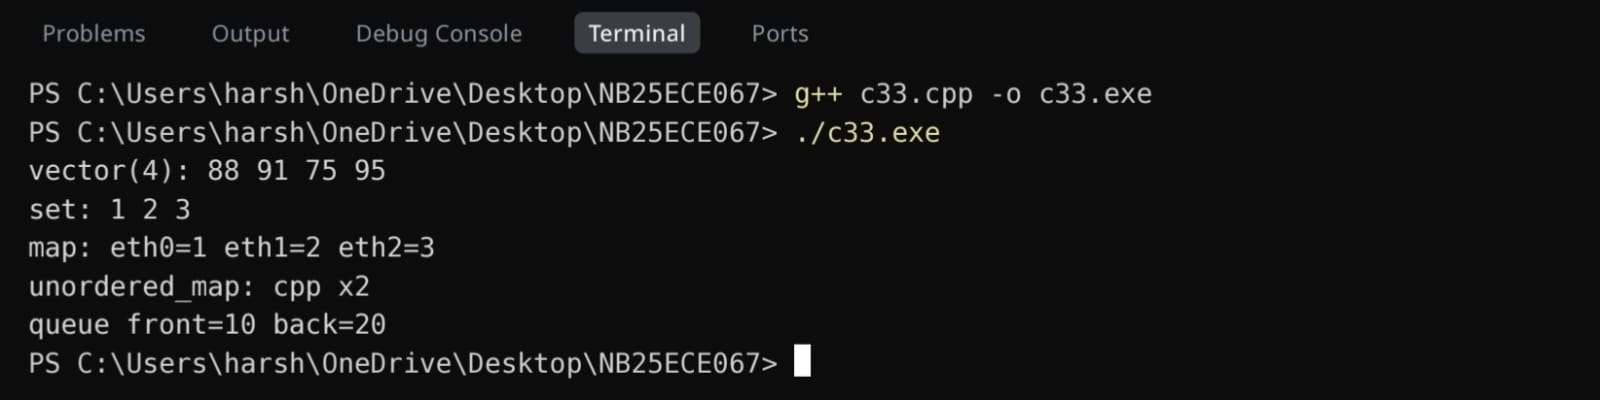 Problems Output Debug Console Terminal Ports
PS C:\Users\harsh\OneDrive\Desktop\NB25ECE067> g++ c33.cpp -o c33.exe
PS C:\Users\harsh\OneDrive\Desktop\NB25ECE067> ./c33.exe
vector(4): 88 91 75 95
set: 1 2 3
map: eth0=1 eth1=2 eth2=3
unordered_map: cpp x2
queue front=10 back=20
PS C:\Users\harsh\OneDrive\Desktop\NB25ECE067>